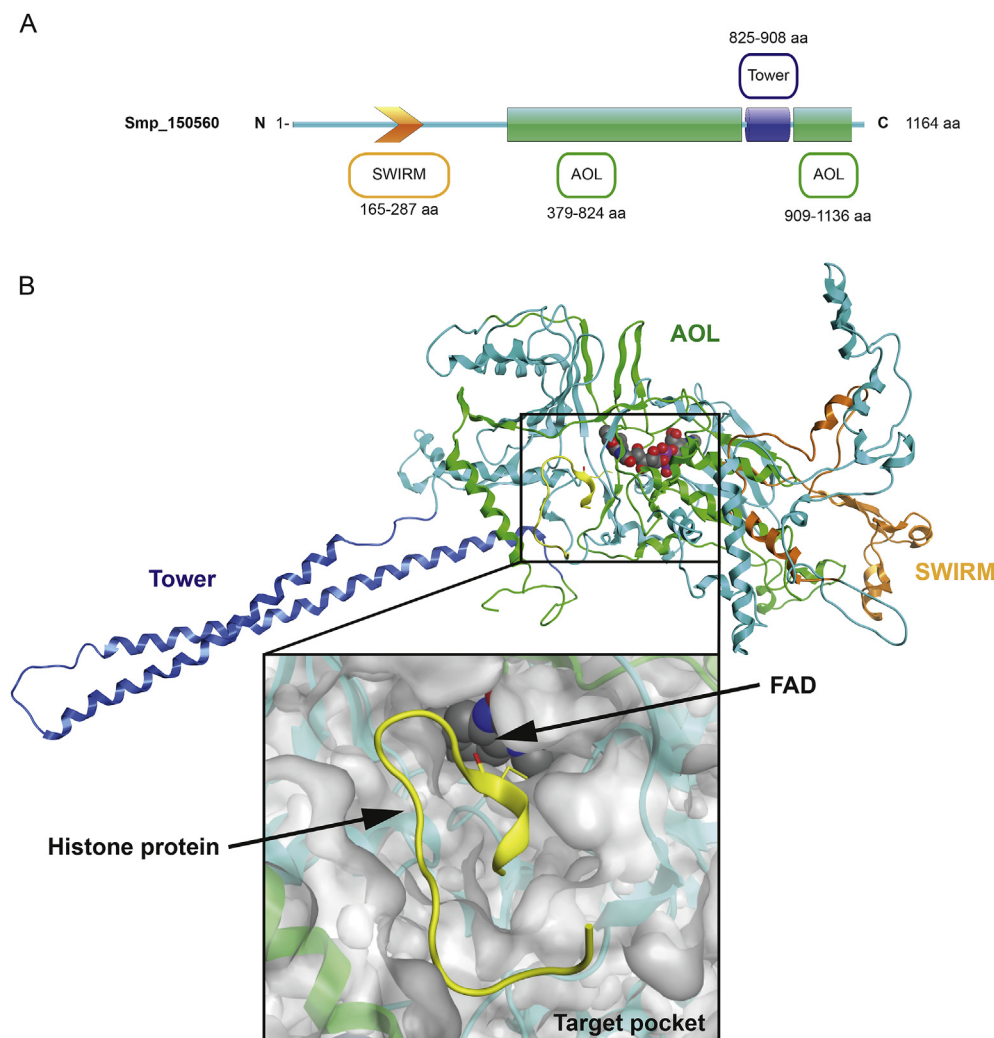 A
825-908 aa
Tower
Smp_150560 N 1- C 1164 aa
SWIRM AOL AOL
165-287 aa 379-824 aa 909-1136 aa
B
AOL
Tower
SWIRM
FAD
Histone protein
Target pocket